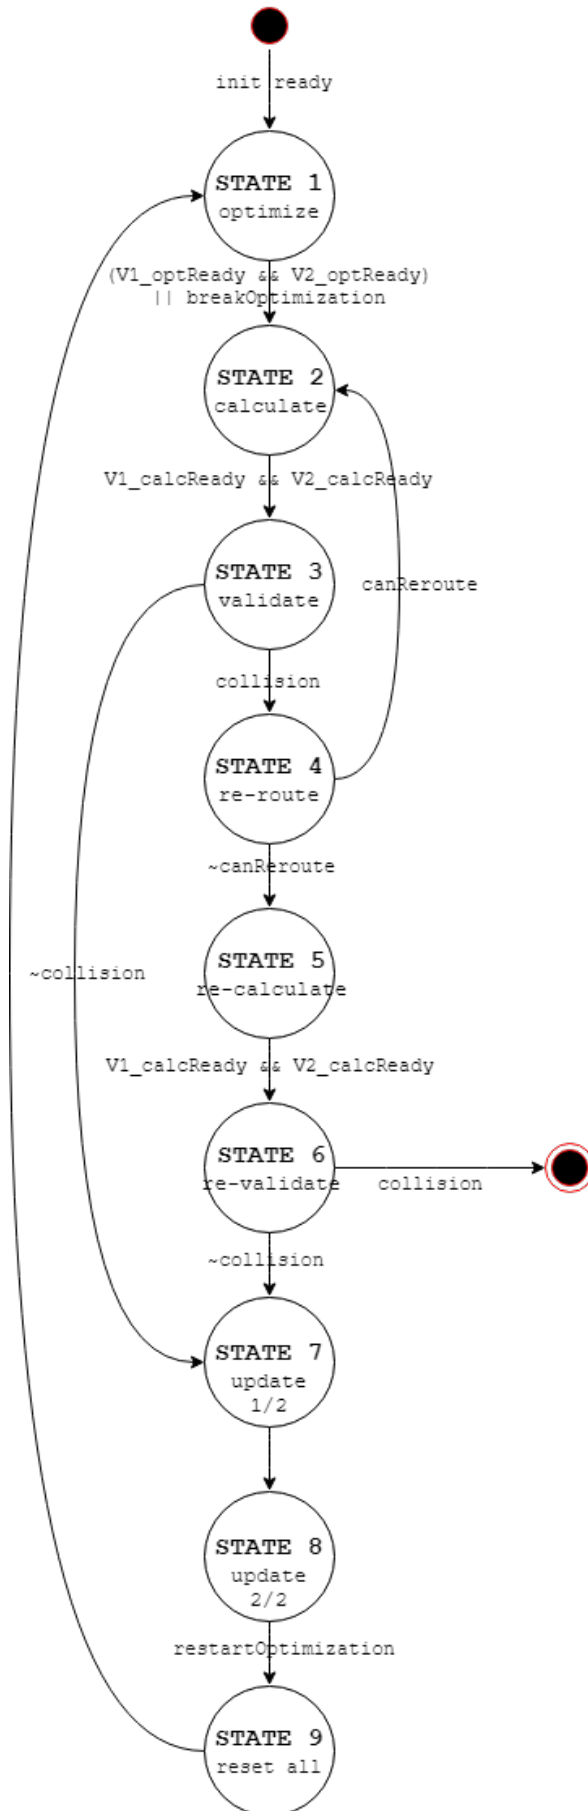 init ready
STATE 1
optimize
(V1_optReady && V2_optReady)
|| breakOptimization
STATE 2
calculate
V1_calcReady && V2_calcReady
STATE 3
validate
canReroute
collision
STATE 4
re-route
~canReroute
STATE 5
~collision
re-calculate
V1_calcReady && V2_calcReady
STATE 6
re-validate
collision
~collision
STATE 7
update
1/2
STATE 8
update
2/2
restartOptimization
STATE 9
reset all